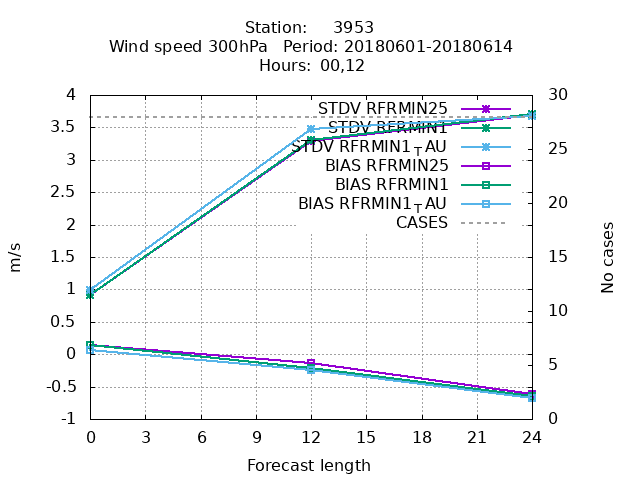 Station: 3953
Wind speed 300hPa Period: 20180601-20180614
Hours: 00,12
4
3.5
3
2.5
2
1.5
1
0.5
0
-0.5
-1
m/s
STDV RFRMIN25
STDV RFRMIN1
STDV RFRMIN1TAU
BIAS RFRMIN25
BIAS RFRMIN1
BIAS RFRMIN1TAU
CASES
30
25
20
15
10
5
0
No cases
0 3 6 9 12 15 18 21 24
Forecast length